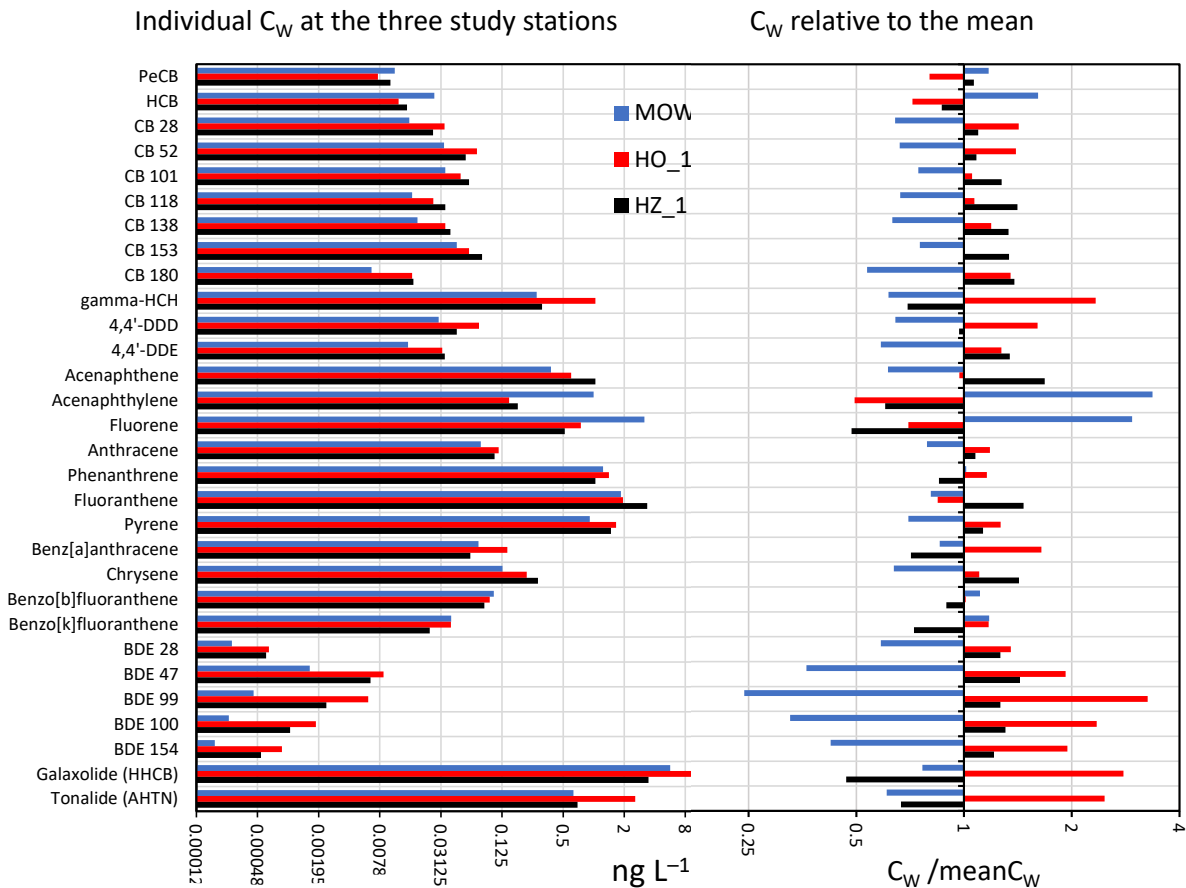 Individual CW at the three study stations
CW relative to the mean
PeCB
HCB
CB 28
CB 52
CB 101
CB 118
CB 138
CB 153
CB 180
gamma-HCH
4,4'-DDD
4,4'-DDE
Acenaphthene
Acenaphthylene
Fluorene
Anthracene
Phenanthrene
Fluoranthene
Pyrene
Benz[a]anthracene
Chrysene
Benzo[b]fluoranthene
Benzo[k]fluoranthene
BDE 28
BDE 47
BDE 99
BDE 100
BDE 154
Galaxolide (HHCB)
Tonalide (AHTN)
MOW
HO_1
HZ_1
0.00012
0.00048
0.00195
0.0078
0.03125
0.125
0.5
2
8
ng L–1
0.25
0.5
1
2
4
CW /meanCW